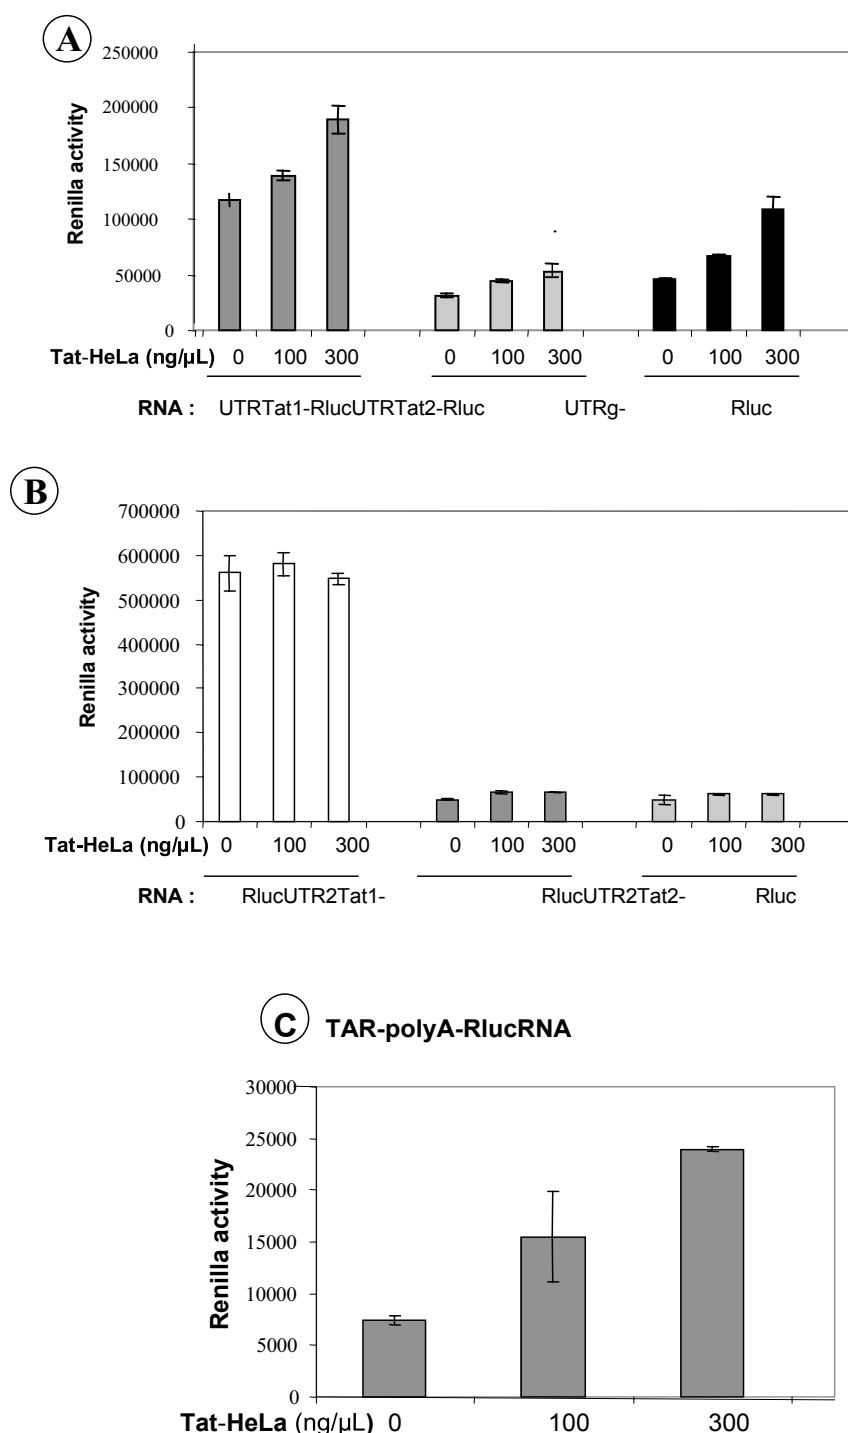 A
250000
200000
150000
100000
50000
0
Renilla activity
Tat-HeLa (ng/µL) 0 100 300 0 100 300 0 100 300
RNA : UTRTat1-RlucUTRTat2-Rluc UTRg- Rluc
B
700000
600000
500000
400000
300000
200000
100000
0
Renilla activity
Tat-HeLa (ng/µL) 0 100 300 0 100 300 0 100 300
RNA : RlucUTR2Tat1- RlucUTR2Tat2- Rluc
C TAR-polyA-RlucRNA
30000
25000
20000
15000
10000
5000
0
Renilla activity
Tat-HeLa (ng/µL) 0 100 300